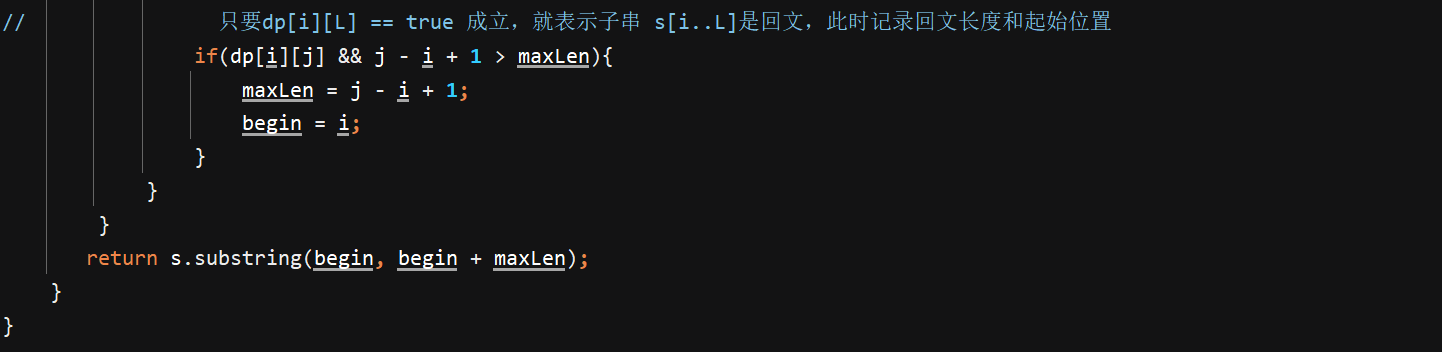 // 只要dp[i][L] == true 成立，就表示子串 s[i..L]是回文，此时记录回文长度和起始位置
if(dp[i][j] && j - i + 1 > maxLen){
maxLen = j - i + 1;
begin = i;
}
}
}
return s.substring(begin, begin + maxLen);
}
}